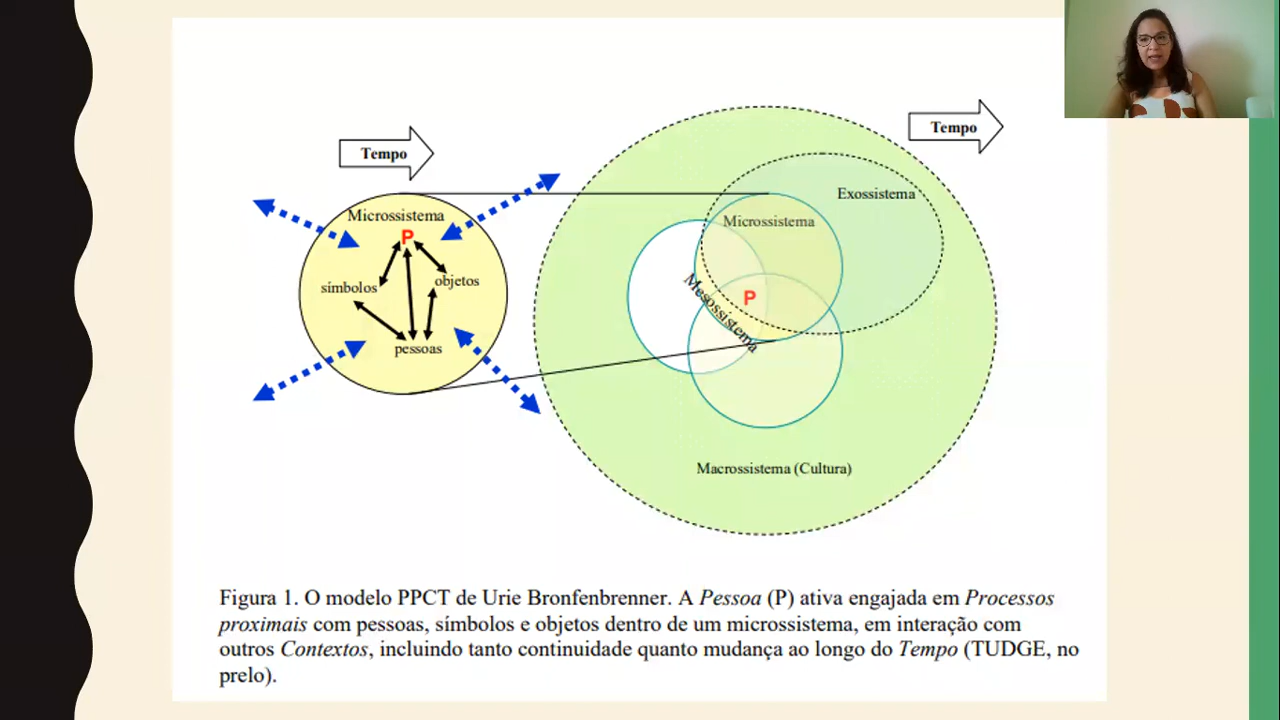 Tempo
Tempo
Exossistema
Microssistema
P
símbolos
objetos
pessoas
Microssistema
Mesossistema
P
Macrossistema (Cultura)
Figura 1. O modelo PPCT de Urie Bronfenbrenner. A Pessoa (P) ativa engajada em Processos
proximais com pessoas, símbolos e objetos dentro de um microssistema, em interação com
outros Contextos, incluindo tanto continuidade quanto mudança ao longo do Tempo (TUDGE, no
prelo).